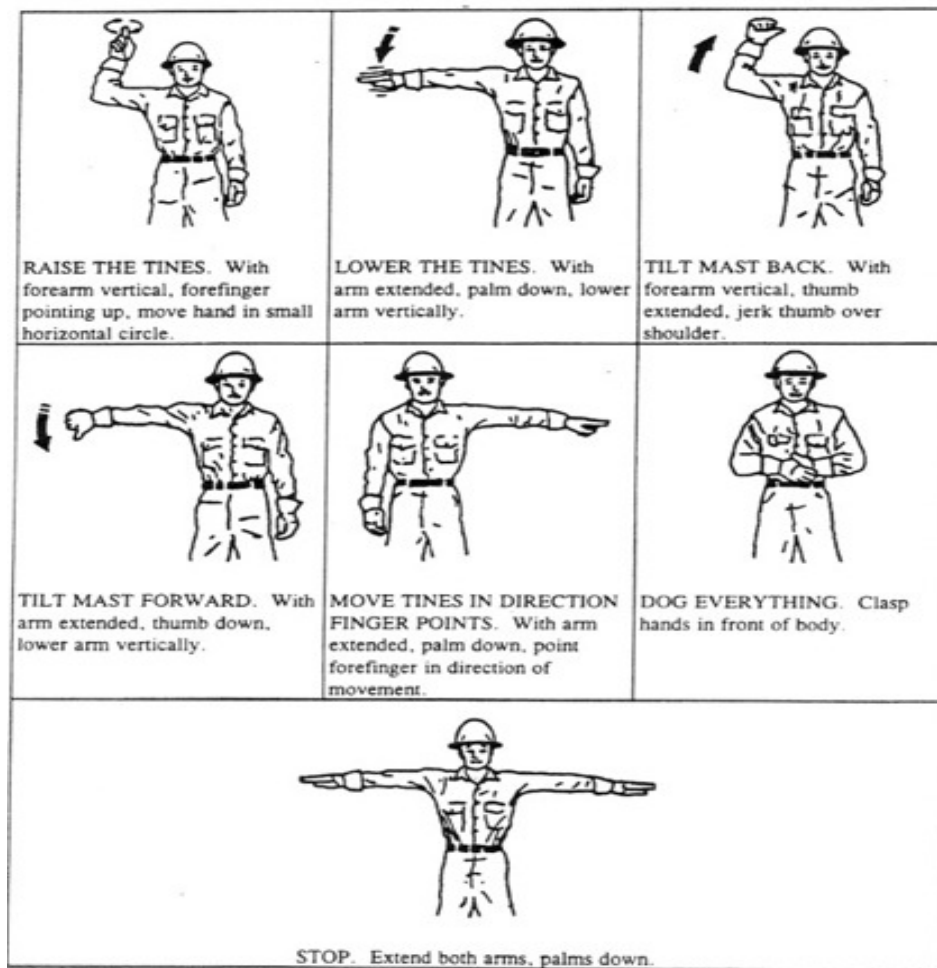 RAISE THE TINES. With
forearm vertical, forefinger
pointing up, move hand in small
horizontal circle.
LOWER THE TINES. With
arm extended, palm down, lower
arm vertically.
TILT MAST BACK. With
forearm vertical, thumb
extended, jerk thumb over
shoulder.
TILT MAST FORWARD. With
arm extended, thumb down,
lower arm vertically.
MOVE TINES IN DIRECTION
FINGER POINTS. With arm
extended, palm down, point
forefinger in direction of
movement.
DOG EVERYTHING. Clasp
hands in front of body.
STOP. Extend both arms, palms down.